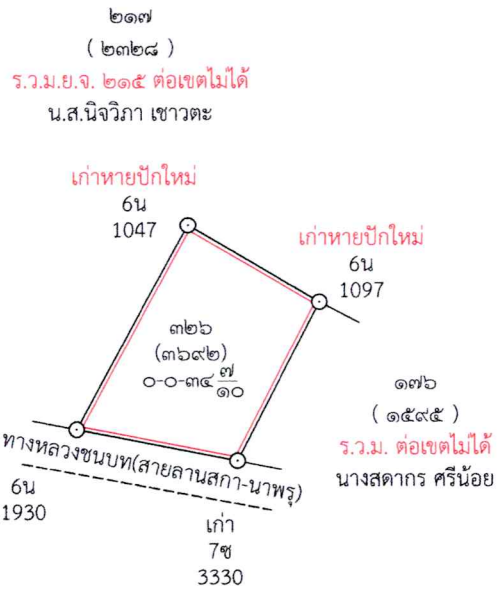 ๒๑๗
( ๒๓๒๘ )
ร.ว.ม.ย.จ. ๒๑๕ ต่อเขตไม่ได้
น.ส.นิจวิภา เชาวตะ
เก่าหายปักใหม่
6น
1047
เก่าหายปักใหม่
6น
1097
๓๒๖
(๓๖๙๒)
๐-๐-๓๔ ๗/๑๐
๑๗๖
( ๑๕๙๕ )
ร.ว.ม. ต่อเขตไม่ได้
นางสดากร ศรีน้อย
ทางหลวงชนบท(สายลานสกา-นาพรุ)
6น
1930
เก่า
7ช
3330